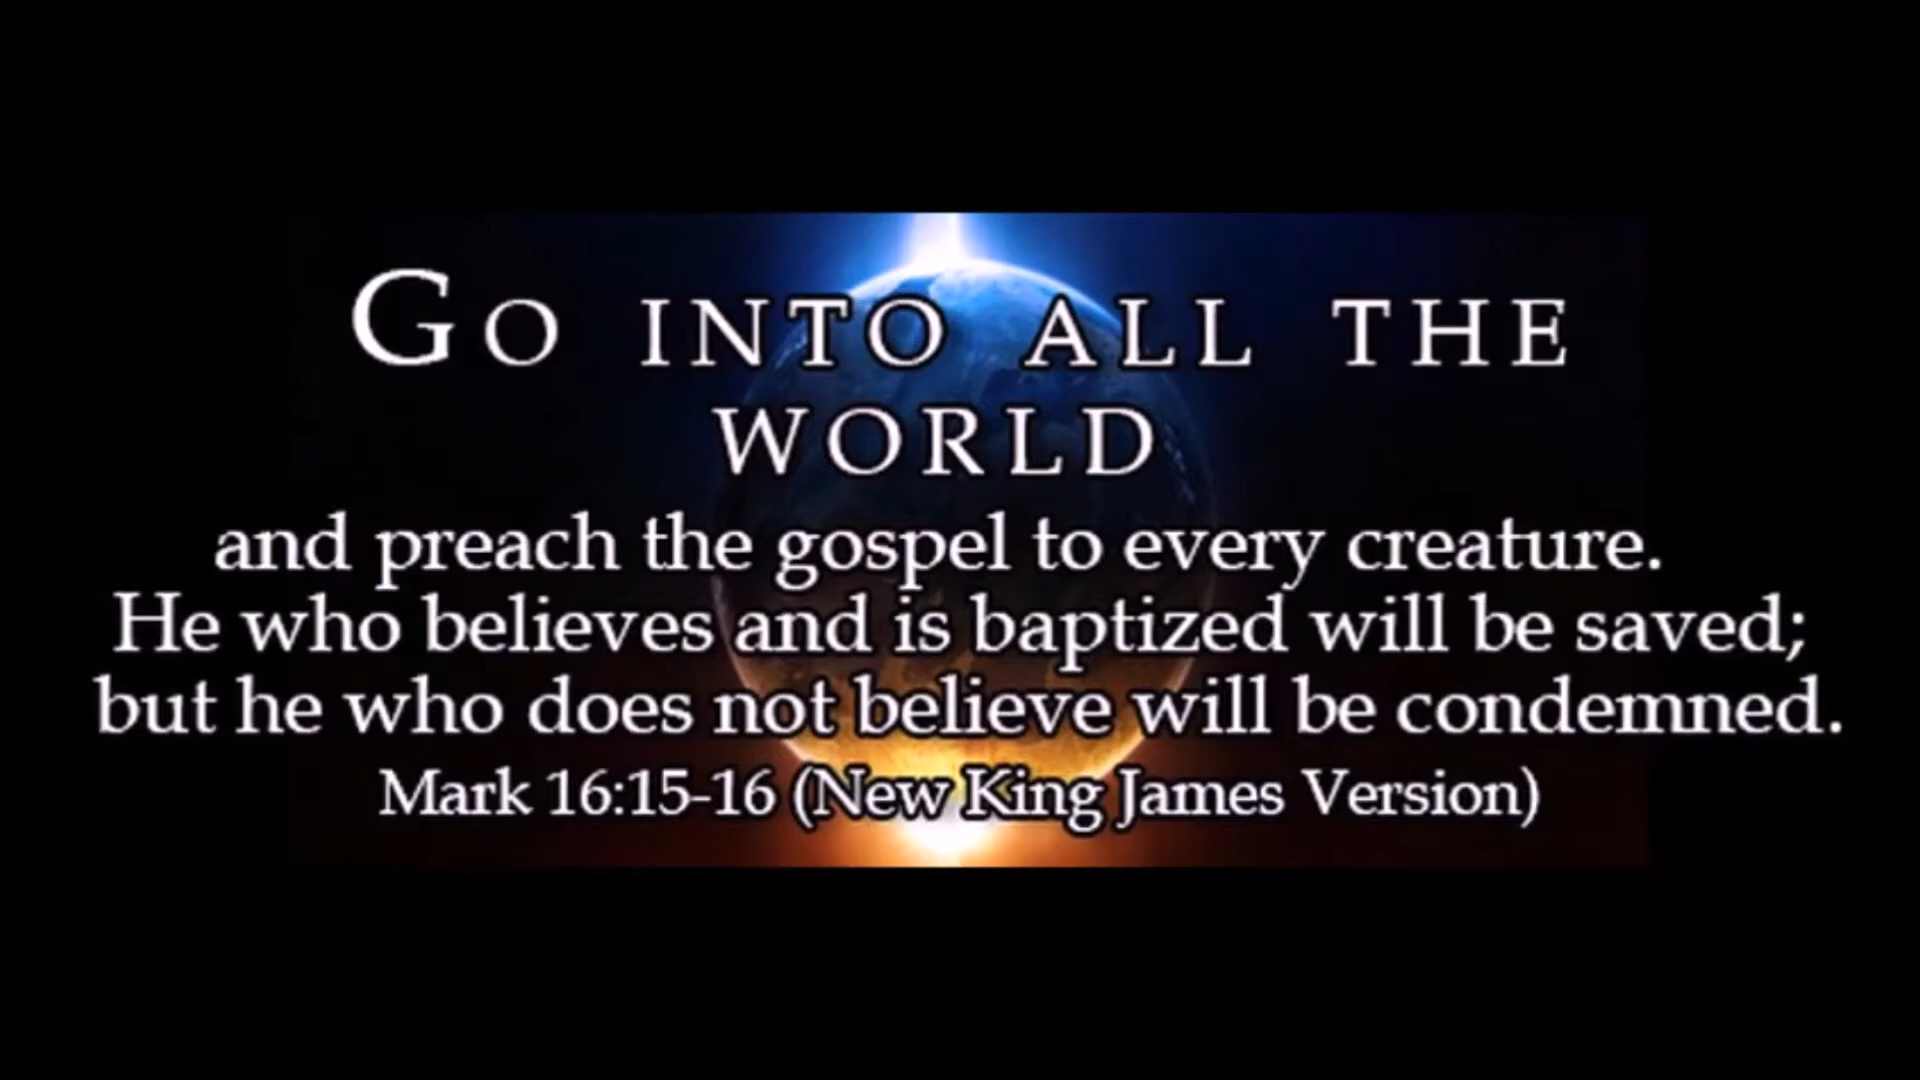 Go into all the
world
and preach the gospel to every creature.
He who believes and is baptized will be saved;
but he who does not believe will be condemned.
Mark 16:15-16 (New King James Version)